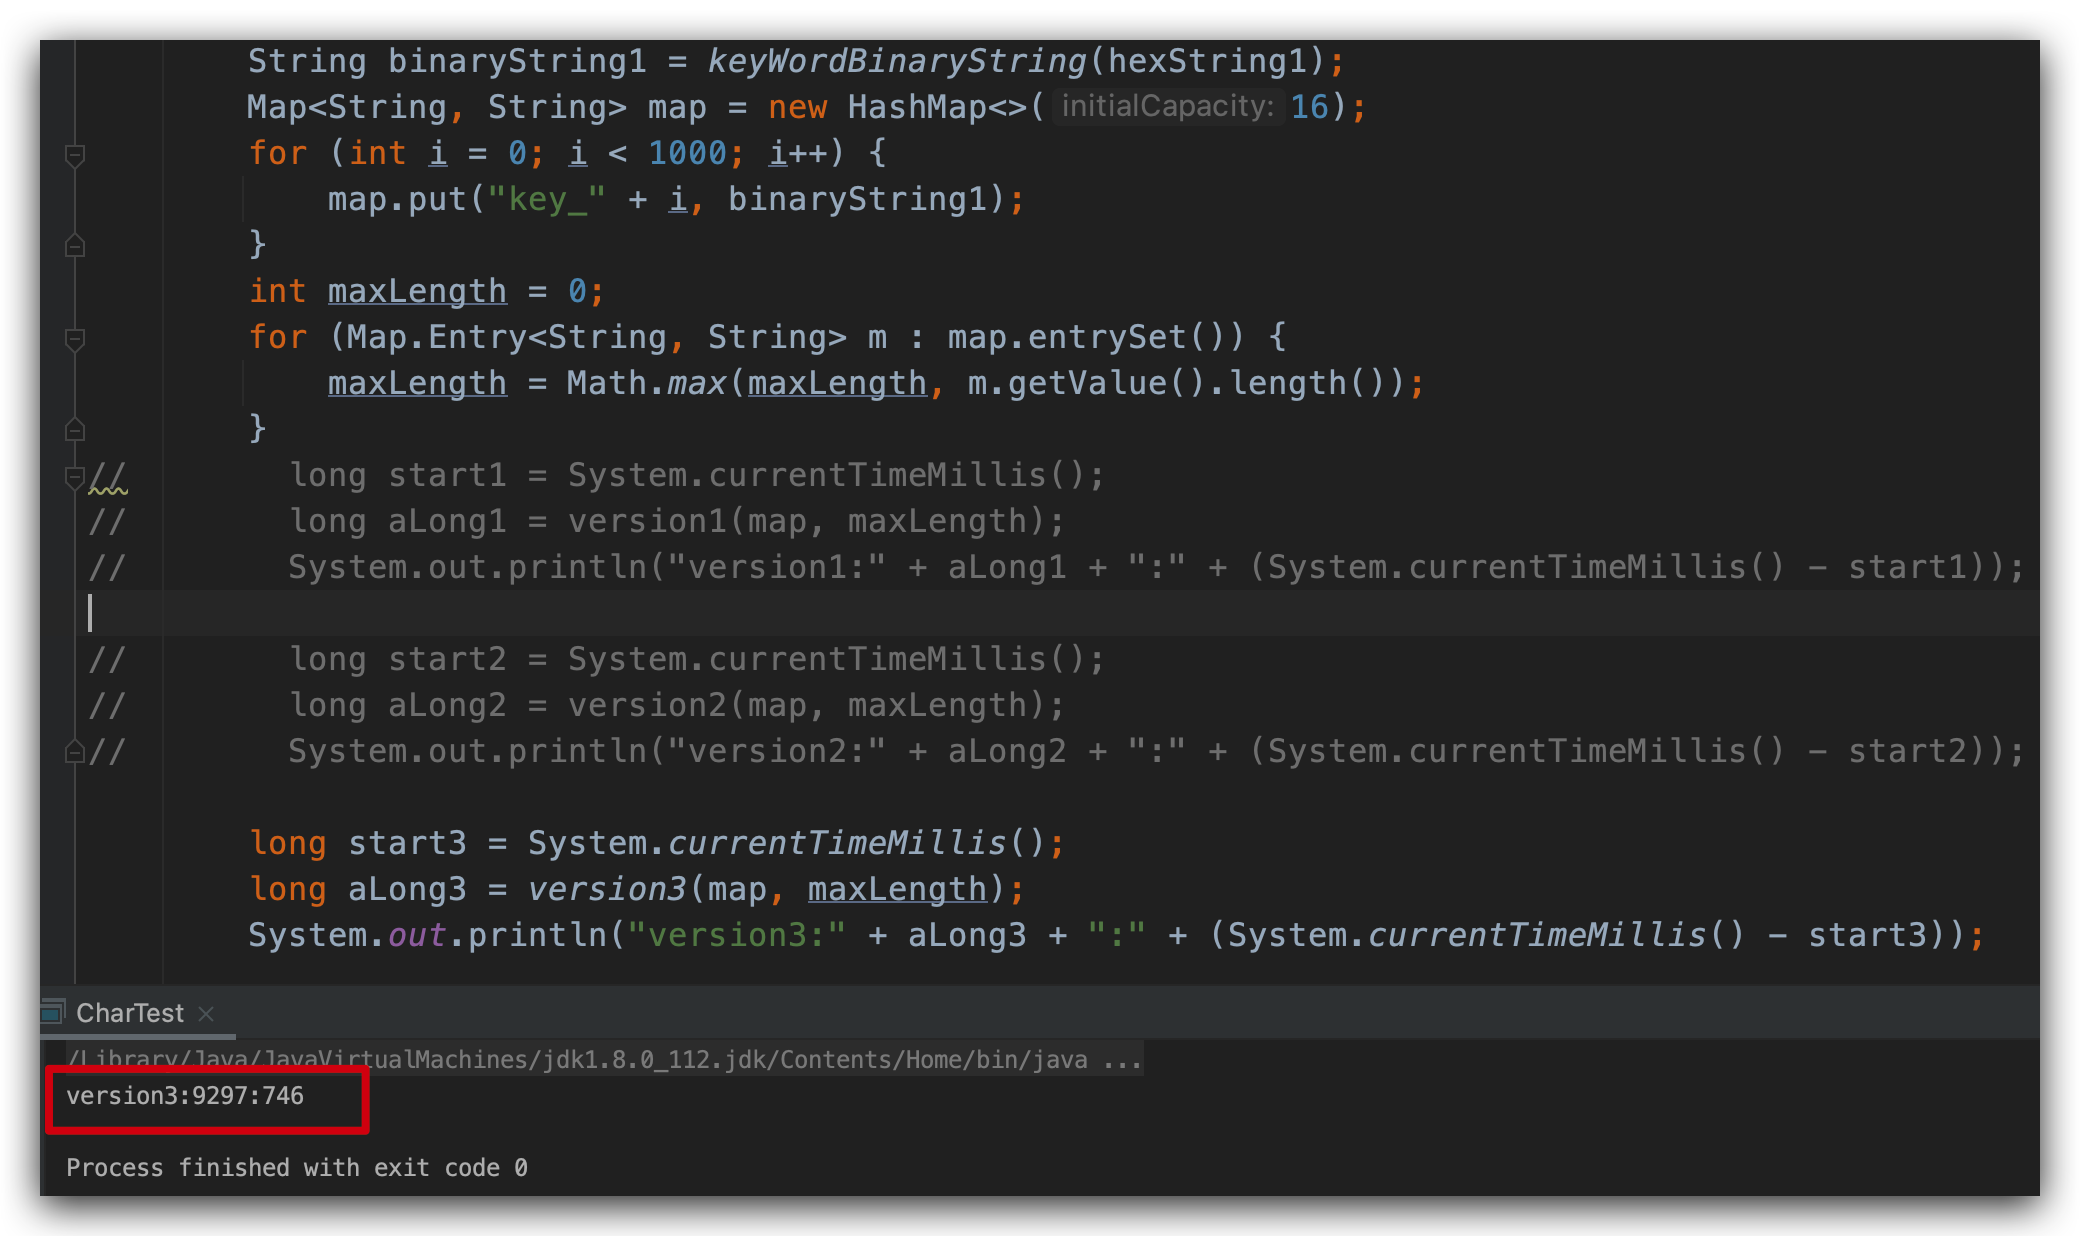 String binaryString1 = keyWordBinaryString(hexString1);
Map<String, String> map = new HashMap<>( initialCapacity: 16);
for (int i = 0; i < 1000; i++) {
map.put("key_" + i, binaryString1);
}
int maxLength = 0;
for (Map.Entry<String, String> m : map.entrySet()) {
maxLength = Math.max(maxLength, m.getValue().length());
}
// long start1 = System.currentTimeMillis();
// long aLong1 = version1(map, maxLength);
// System.out.println("version1:" + aLong1 + ":" + (System.currentTimeMillis() - start1));
// long start2 = System.currentTimeMillis();
// long aLong2 = version2(map, maxLength);
// System.out.println("version2:" + aLong2 + ":" + (System.currentTimeMillis() - start2));
long start3 = System.currentTimeMillis();
long aLong3 = version3(map, maxLength);
System.out.println("version3:" + aLong3 + ":" + (System.currentTimeMillis() - start3));
CharTest ×
/Library/Java/JavaVirtualMachines/jdk1.8.0_112.jdk/Contents/Home/bin/java ...
version3:9297:746
Process finished with exit code 0